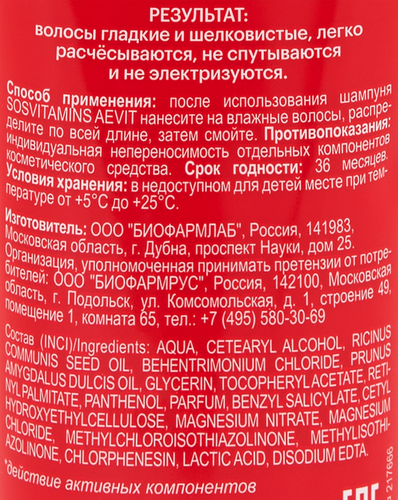 РЕЗУЛЬТАТ:
волосы гладкие и шелковистые, легко
расчёсываются, не спутываются
и не электризуются.
Способ применения: после использования шампуня
SOSVITAMINS AEVIT нанесите на влажные волосы, распре-
делите по всей длине, затем смойте. Противопоказания:
индивидуальная непереносимость отдельных компонентов
косметического средства. Срок годности: 36 месяцев.
Условия хранения: в недоступном для детей месте при тем-
пературе от +5°C до +25°C.
Изготовитель: ООО "БИОФАРМЛАБ", Россия, 141983,
Московская область, г. Дубна, проспект Науки, дом 25.
Организация, уполномоченная принимать претензии от потре-
бителей: ООО "БИОФАРМРУС", Россия, 142100, Московская
область, г. Подольск, ул. Комсомольская, д. 1, строение 49,
помещение 1, комната 65, тел.: +7 (495) 580-30-69
Состав (INCI)/Ingredients: AQUA, CETEARYL ALCOHOL, RICINUS
COMMUNIS SEED OIL, BEHENTRIMONIUM CHLORIDE, PRUNUS
AMYGDALUS DULCIS OIL, GLYCERIN, TOCOPHERYL ACETATE, RETI-
NYL PALMITATE, PANTHENOL, PARFUM, BENZYL SALICYLATE, CETYL
HYDROXYETHYLCELLULOSE, MAGNESIUM NITRATE, MAGNESIUM
CHLORIDE, METHYLCHLOROISOTHIAZOLINONE, METHYLISOTHI-
AZOLINONE, CHLORPHENESIN, LACTIC ACID, DISODIUM EDTA.
*действие активных компонентов
217666